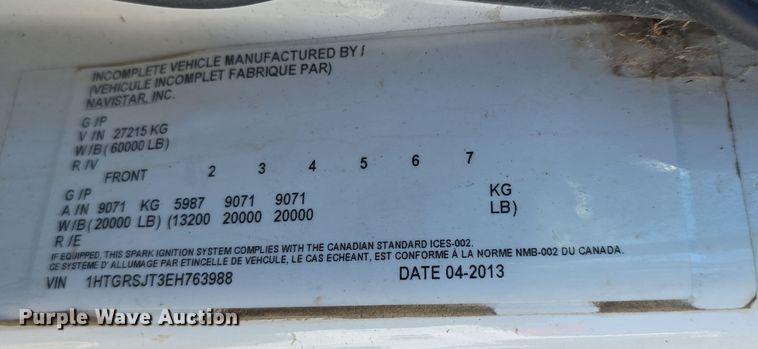 INCOMPLETE VEHICLE MANUFACTURED BY /
(VEHICULE INCOMPLET FABRIQUE PAR)
NAVISTAR, INC.
G / P
V / N 27215 KG
W/B( 60000 LB)
R / V
FRONT 2 3 4 5 6 7
G / P
A / N 9071 KG 5987 9071 9071 KG
W/B( 20000 LB) (13200 20000 20000 LB)
R / E
IF EQUIPPED, THIS SPARK IGNITION SYSTEM COMPLIES WITH THE CANADIAN STANDARD ICES-002.
CE SYSTEME D'ALLUMAGE PAR ETINCELLE DE VEHICULE, LE CAS ECHEANT, EST CONFORME À LA NORME NMB-002 DU CANADA.
VIN 1HTGRSJT3EH763988 DATE 04-2013
Purple Wave Auction